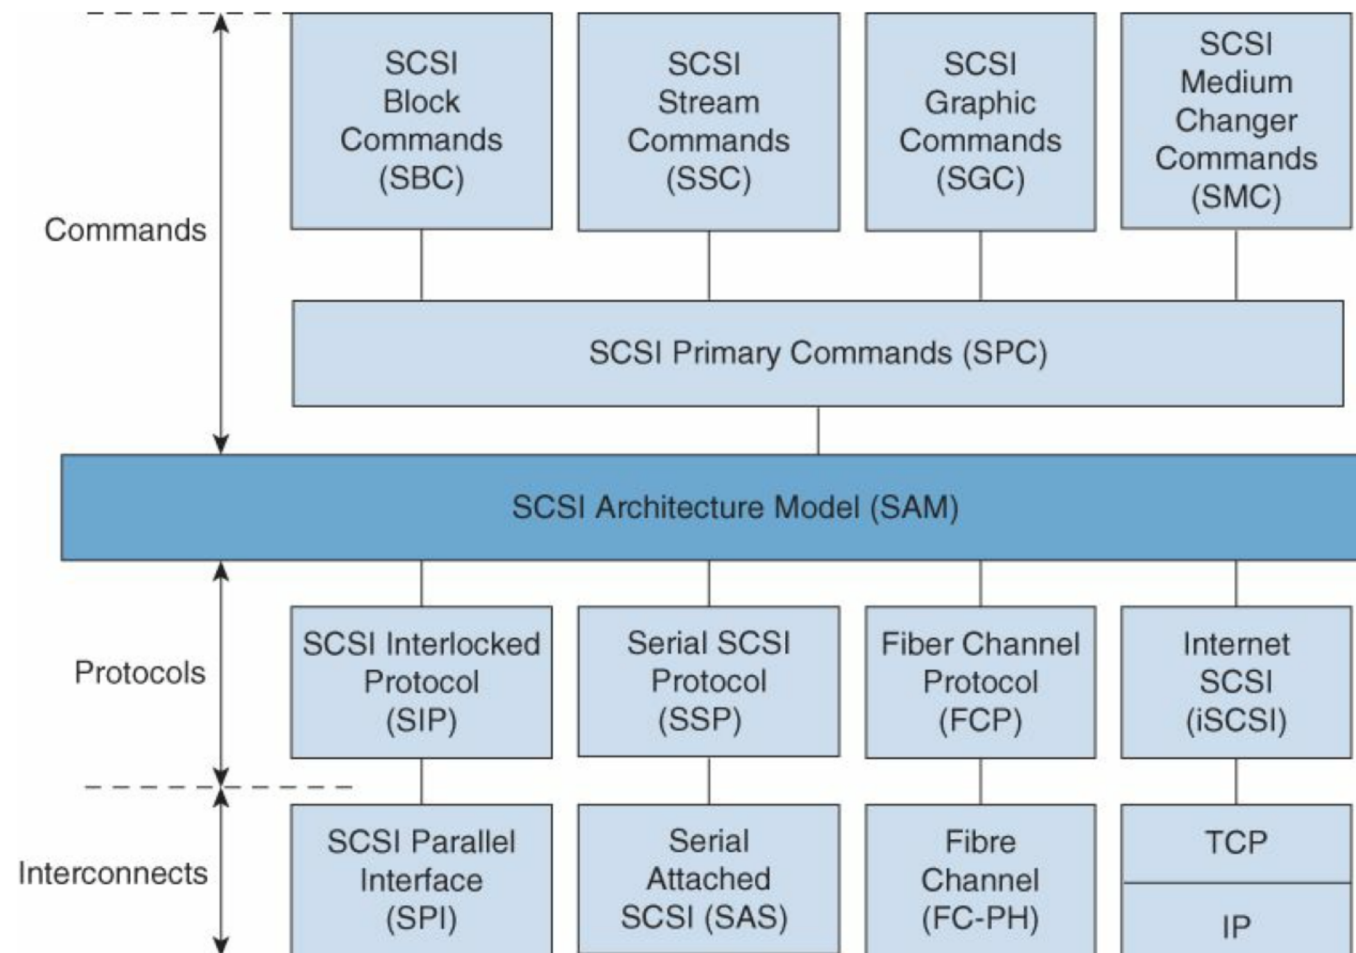 SCSI
Block
Commands
(SBC)
SCSI
Stream
Commands
(SSC)
SCSI
Graphic
Commands
(SGC)
SCSI
Medium
Changer
Commands
(SMC)
Commands
SCSI Primary Commands (SPC)
SCSI Architecture Model (SAM)
Protocols
SCSI Interlocked
Protocol
(SIP)
Serial SCSI
Protocol
(SSP)
Fiber Channel
Protocol
(FCP)
Internet
SCSI
(iSCSI)
Interconnects
SCSI Parallel
Interface
(SPI)
Serial
Attached
SCSI (SAS)
Fibre
Channel
(FC-PH)
TCP
IP